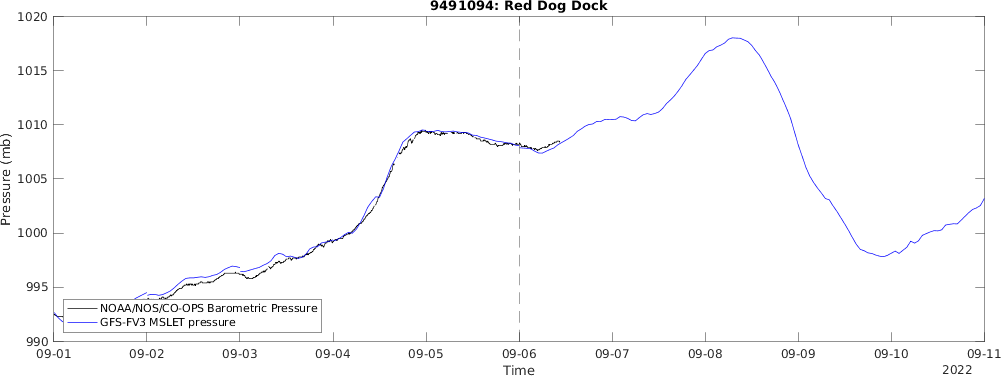 9491094: Red Dog Dock
1020
1015
1010
1005
1000
995
990
Pressure (mb)
NOAA/NOS/CO-OPS Barometric Pressure
GFS-FV3 MSLET pressure
09-01 09-02 09-03 09-04 09-05 09-06 09-07 09-08 09-09 09-10 09-11
Time
2022